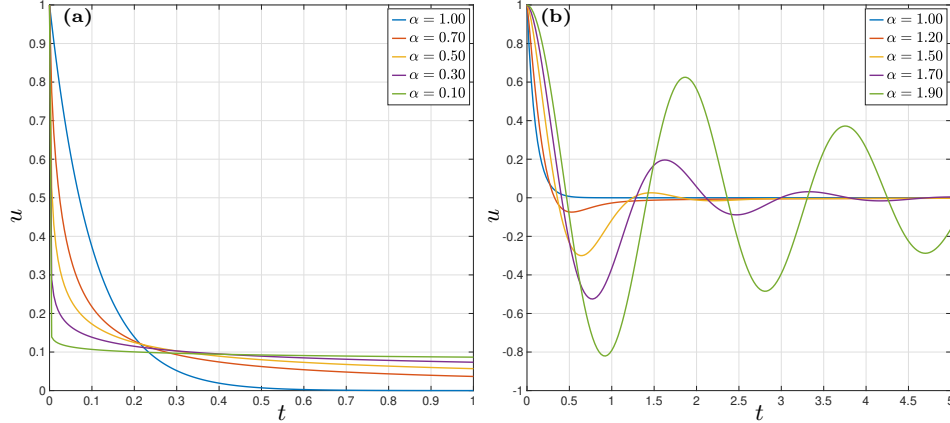 (a)
α = 1.00
α = 0.70
α = 0.50
α = 0.30
α = 0.10
1
0.9
0.8
0.7
0.6
0.5
0.4
0.3
0.2
0.1
0
u
0 0.1 0.2 0.3 0.4 0.5 0.6 0.7 0.8 0.9 1
t
(b)
α = 1.00
α = 1.20
α = 1.50
α = 1.70
α = 1.90
1
0.8
0.6
0.4
0.2
0
-0.2
-0.4
-0.6
-0.8
-1
u
0 0.5 1 1.5 2 2.5 3 3.5 4 4.5 5
t